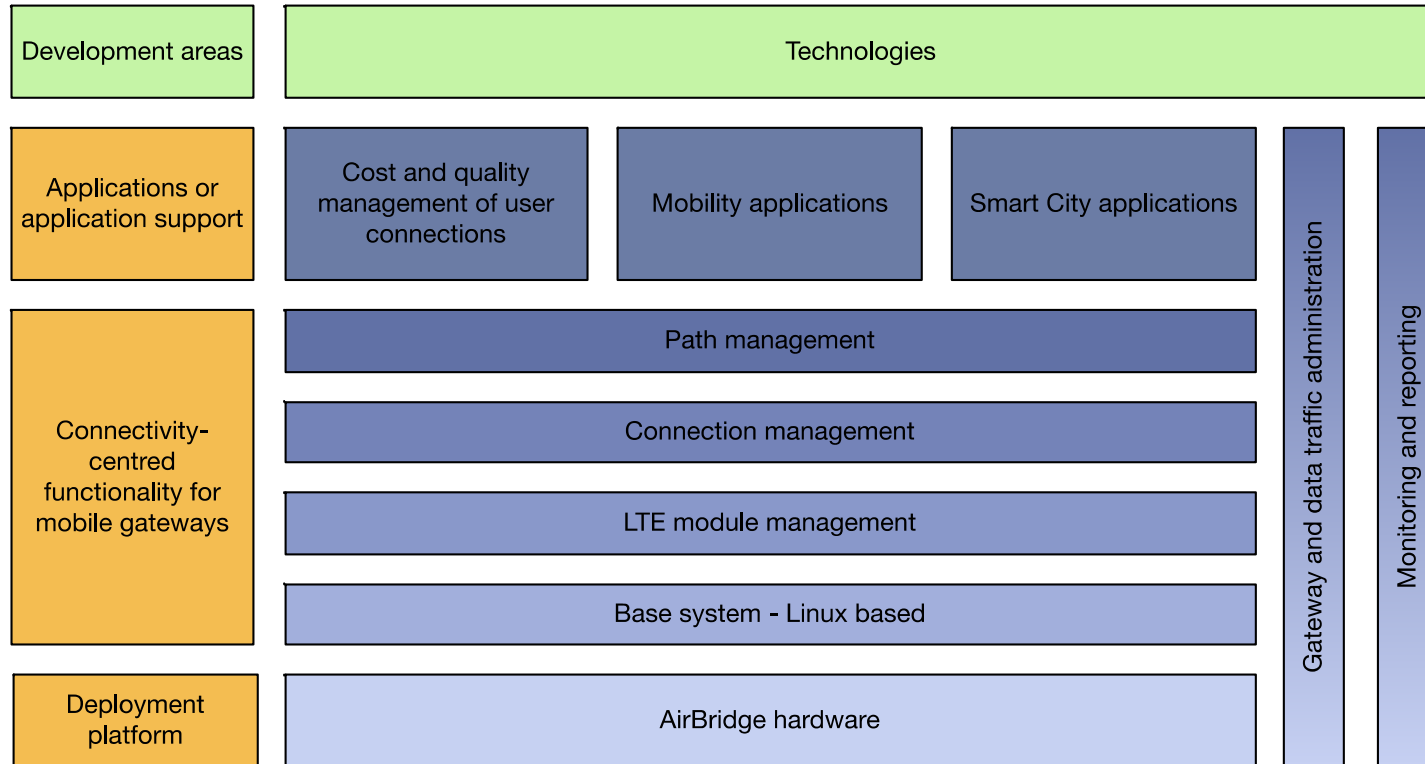 Development areas
Technologies
Applications or
application support
Cost and quality
management of user
connections
Mobility applications
Smart City applications
Connectivity-
centred
functionality for
mobile gateways
Path management
Connection management
LTE module management
Base system - Linux based
Deployment
platform
AirBridge hardware
Gateway and data traffic administration
Monitoring and reporting